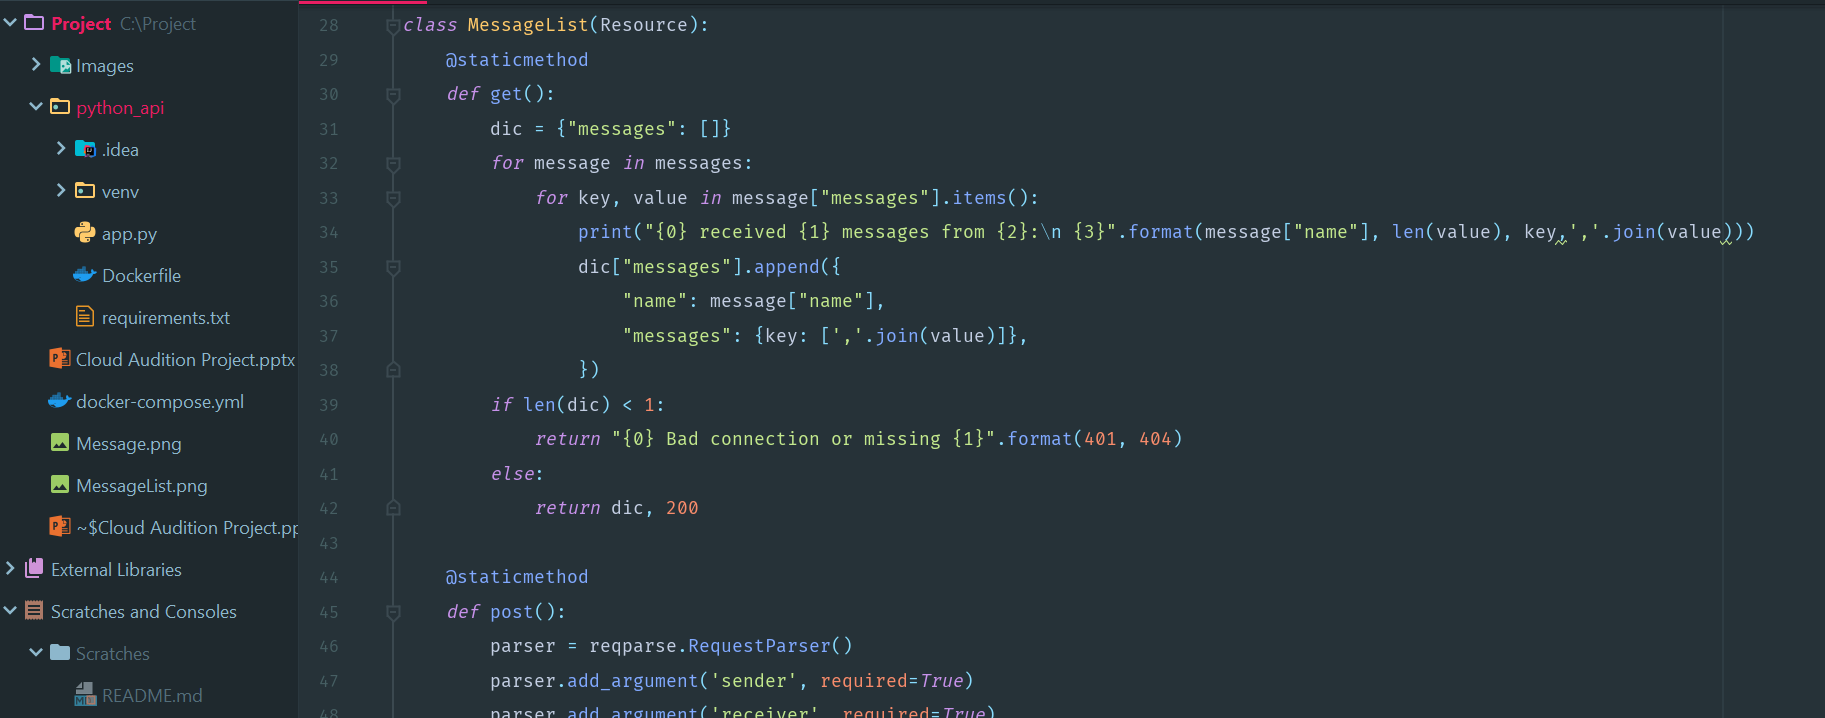 Project C:\Project
Images
python_api
.idea
venv
app.py
Dockerfile
requirements.txt
Cloud Audition Project.pptx
docker-compose.yml
Message.png
MessageList.png
~$Cloud Audition Project.pp
External Libraries
Scratches and Consoles
Scratches
README.md
28 class MessageList(Resource):
29     @staticmethod
30     def get():
31         dic = {"messages": []}
32         for message in messages:
33             for key, value in message["messages"].items():
34                 print("{0} received {1} messages from {2}:\n {3}".format(message["name"], len(value), key,','.join(value)))
35                 dic["messages"].append({
36                     "name": message["name"],
37                     "messages": {key: [','.join(value)]},
38                 })
39         if len(dic) < 1:
40             return "{0} Bad connection or missing {1}".format(401, 404)
41         else:
42             return dic, 200
43
44     @staticmethod
45     def post():
46         parser = reqparse.RequestParser()
47         parser.add_argument('sender', required=True)
48         parser.add_argument('receiver', required=True)